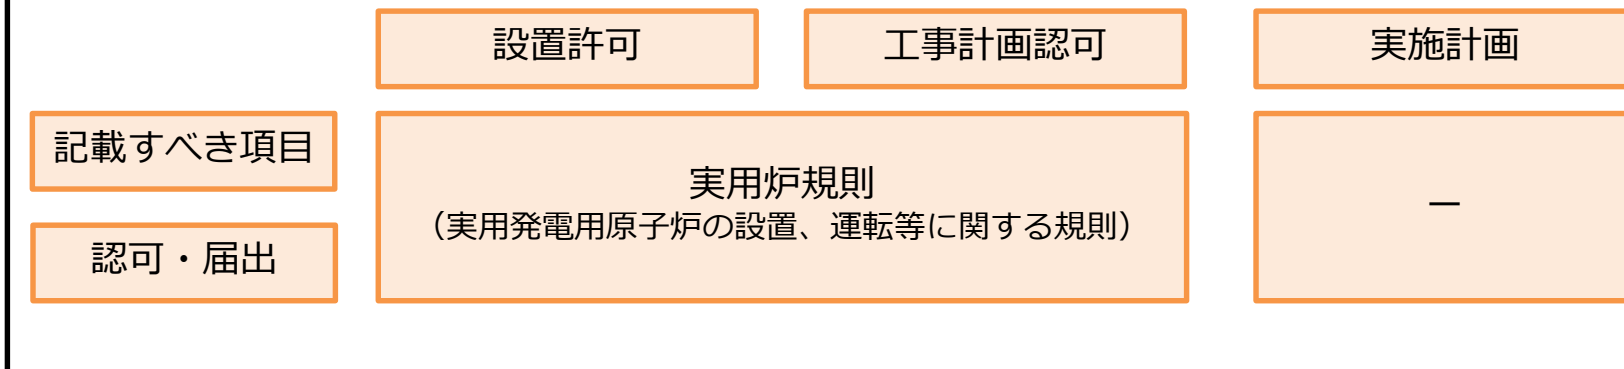 設置許可
工事計画認可
実施計画
記載すべき項目
実用炉規則
（実用発電用原子炉の設置、運転等に関する規則）
－
認可・届出